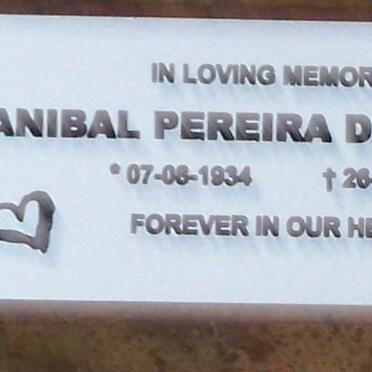 IN LOVING MEMOR
ANIBAL PEREIRA D
* 07-08-1934 † 26-
FOREVER IN OUR HE